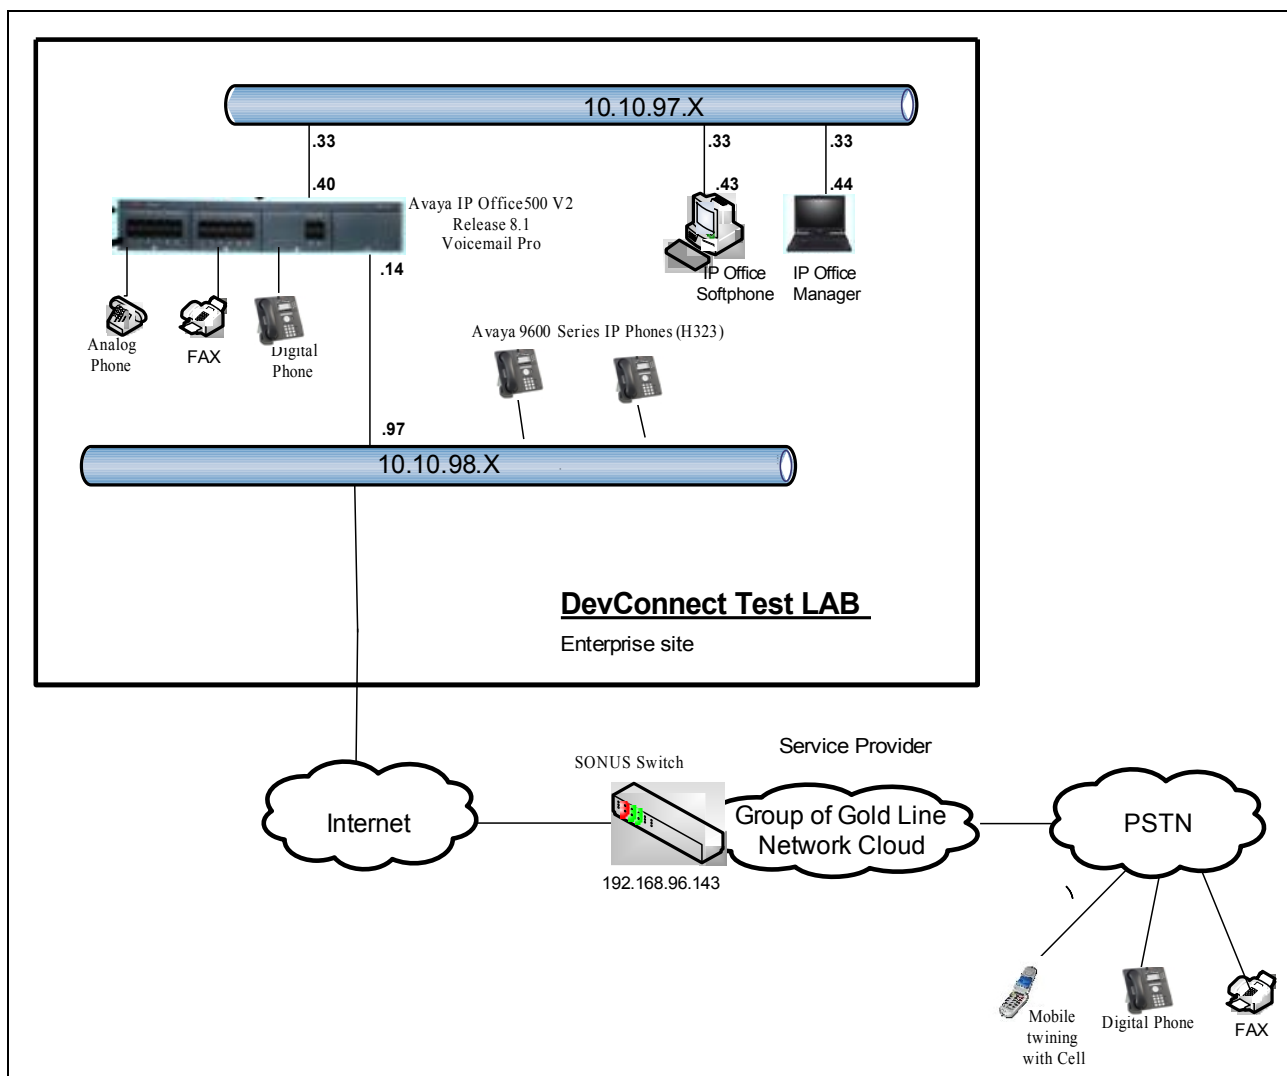 10.10.97.X
.33
.33
.33
.40
.43
.44
Avaya IP Office500 V2
Release 8.1
Voicemail Pro
.14
IP Office
Softphone
IP Office
Manager
Analog
Phone
FAX
Digital
Phone
Avaya 9600 Series IP Phones (H323)
.97
10.10.98.X
DevConnect Test LAB
Enterprise site
Service Provider
SONUS Switch
Internet
Group of Gold Line
Network Cloud
PSTN
192.168.96.143
Mobile
twining
with Cell
Digital Phone
FAX